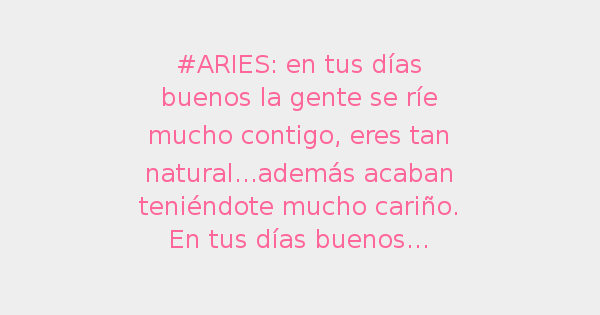 #ARIES: en tus días
buenos la gente se ríe
mucho contigo, eres tan
natural...además acaban
teniéndote mucho cariño.
En tus días buenos...